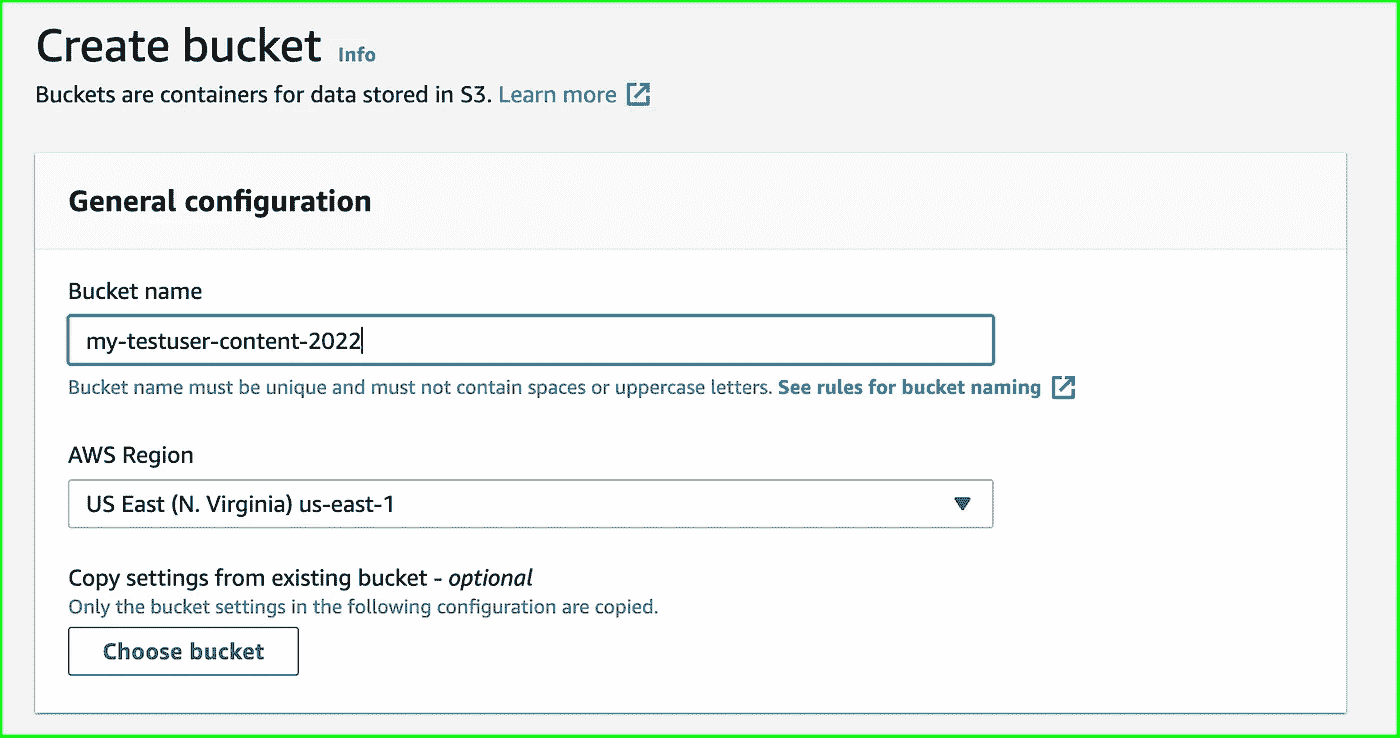 Create bucket Info
Buckets are containers for data stored in S3. Learn more
General configuration
Bucket name
my-testuser-content-2022
Bucket name must be unique and must not contain spaces or uppercase letters. See rules for bucket naming
AWS Region
US East (N. Virginia) us-east-1
Copy settings from existing bucket - optional
Only the bucket settings in the following configuration are copied.
Choose bucket